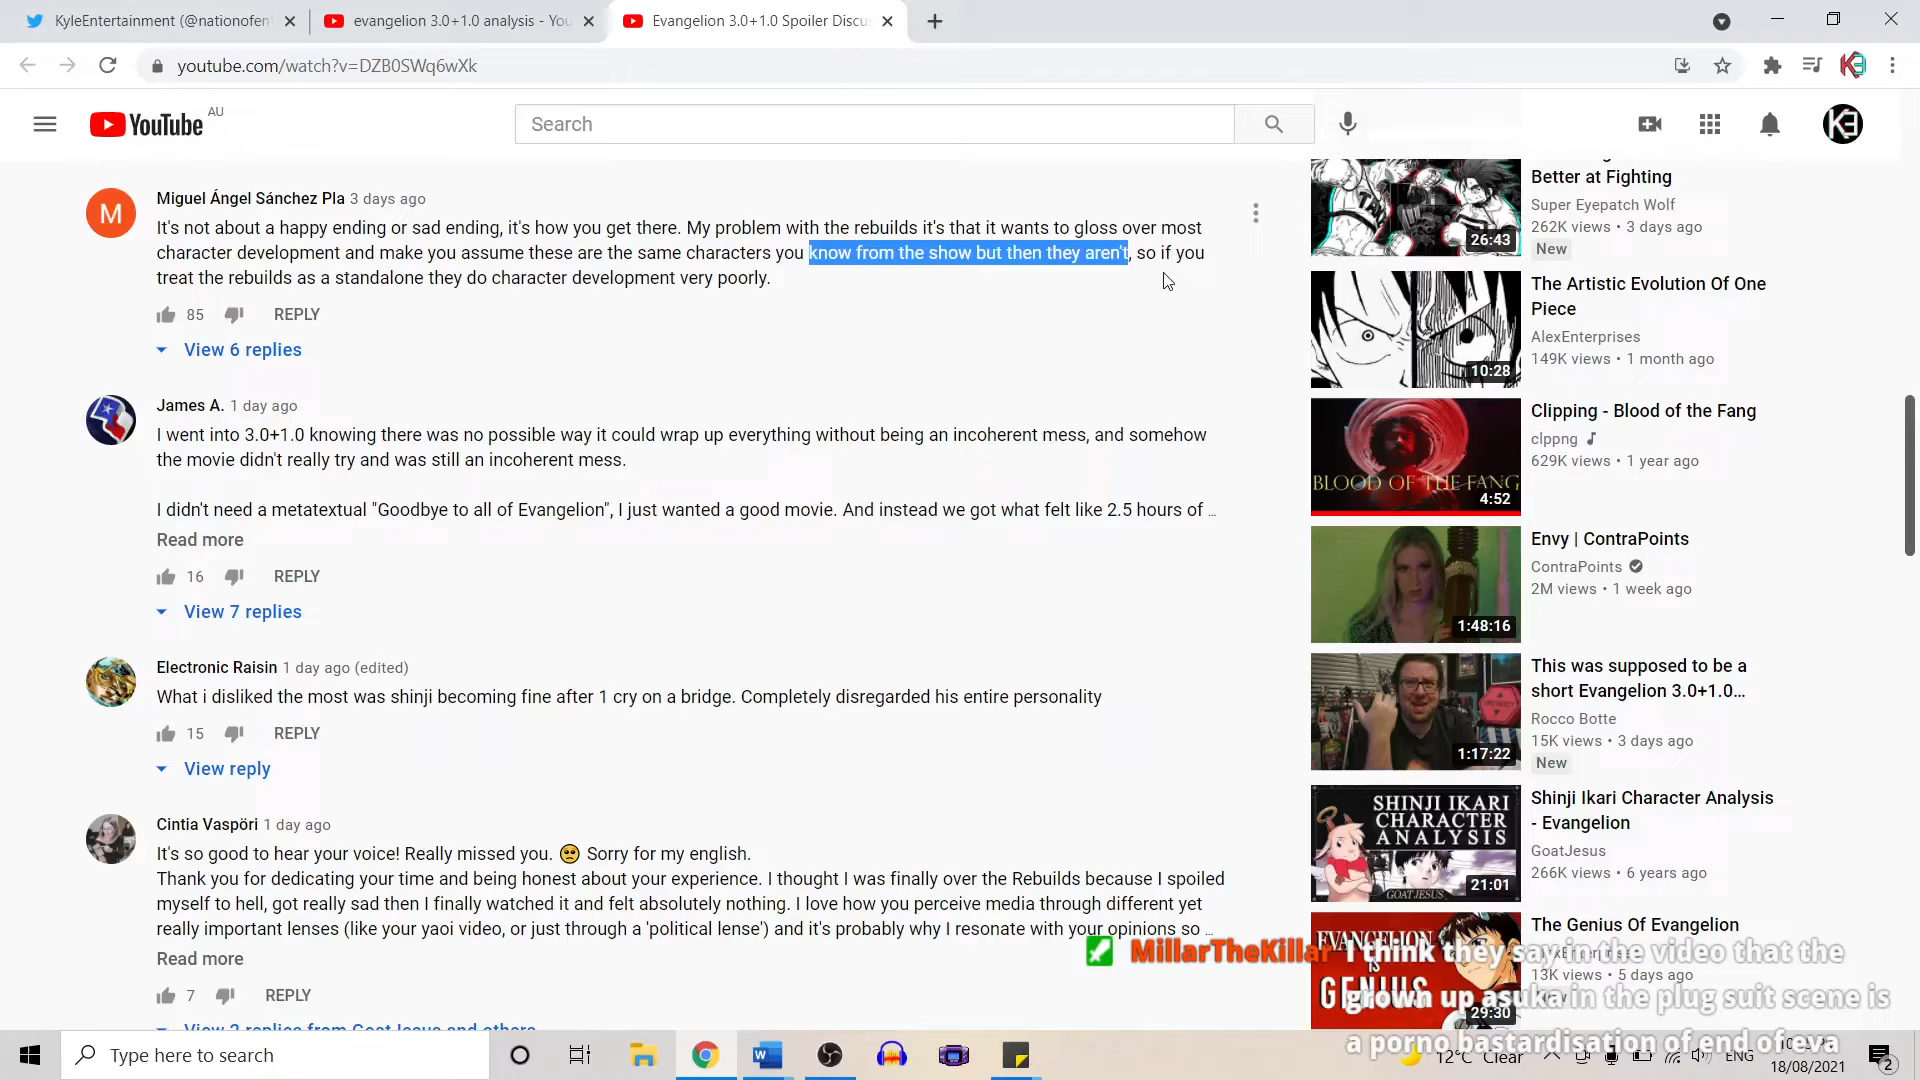 KyleEntertainment (@nationofen
evangelion 3.0+1.0 analysis - You
Evangelion 3.0+1.0 Spoiler Discu
youtube.com/watch?v=DZB0SWq6wXk
YouTube AU
Search
Miguel Ángel Sánchez Pla 3 days ago
It's not about a happy ending or sad ending, it's how you get there. My problem with the rebuilds it's that it wants to gloss over most
character development and make you assume these are the same characters you know from the show but then they aren't, so if you
treat the rebuilds as a standalone they do character development very poorly.
85 REPLY
View 6 replies
James A. 1 day ago
I went into 3.0+1.0 knowing there was no possible way it could wrap up everything without being an incoherent mess, and somehow
the movie didn't really try and was still an incoherent mess.
I didn't need a metatextual "Goodbye to all of Evangelion", I just wanted a good movie. And instead we got what felt like 2.5 hours of ...
Read more
16 REPLY
View 7 replies
Electronic Raisin 1 day ago (edited)
What i disliked the most was shinji becoming fine after 1 cry on a bridge. Completely disregarded his entire personality
15 REPLY
View reply
Cintia Vaspöri 1 day ago
It's so good to hear your voice! Really missed you. 🥺 Sorry for my english.
Thank you for dedicating your time and being honest about your experience. I thought I was finally over the Rebuilds because I spoiled
myself to hell, got really sad then I finally watched it and felt absolutely nothing. I love how you perceive media through different yet
really important lenses (like your yaoi video, or just through a 'political lense') and it's probably why I resonate with your opinions so ...
Read more
7 REPLY
View 2 replies from Goat Jesus and others
Better at Fighting
Super Eyepatch Wolf
262K views • 3 days ago
New
26:43
The Artistic Evolution Of One
Piece
AlexEnterprises
149K views • 1 month ago
10:28
Clipping - Blood of the Fang
clppng
629K views • 1 year ago
BLOOD OF THE FANG
4:52
Envy | ContraPoints
ContraPoints
2M views • 1 week ago
1:48:16
This was supposed to be a
short Evangelion 3.0+1.0...
Rocco Botte
15K views • 3 days ago
New
1:17:22
SHINJI IKARI
CHARACTER
ANALYSIS
GOAT JESUS
21:01
Shinji Ikari Character Analysis
- Evangelion
GoatJesus
266K views • 6 years ago
EVANGELION
IS
GENIUS
29:30
The Genius Of Evangelion
13K views • 5 days ago
MillarTheKillar I think they say in the video that the
grown up asuka in the plug suit scene is
a porno bastardisation of end of eva
Type here to search
12°C Clear
ENG
18/08/2021
2